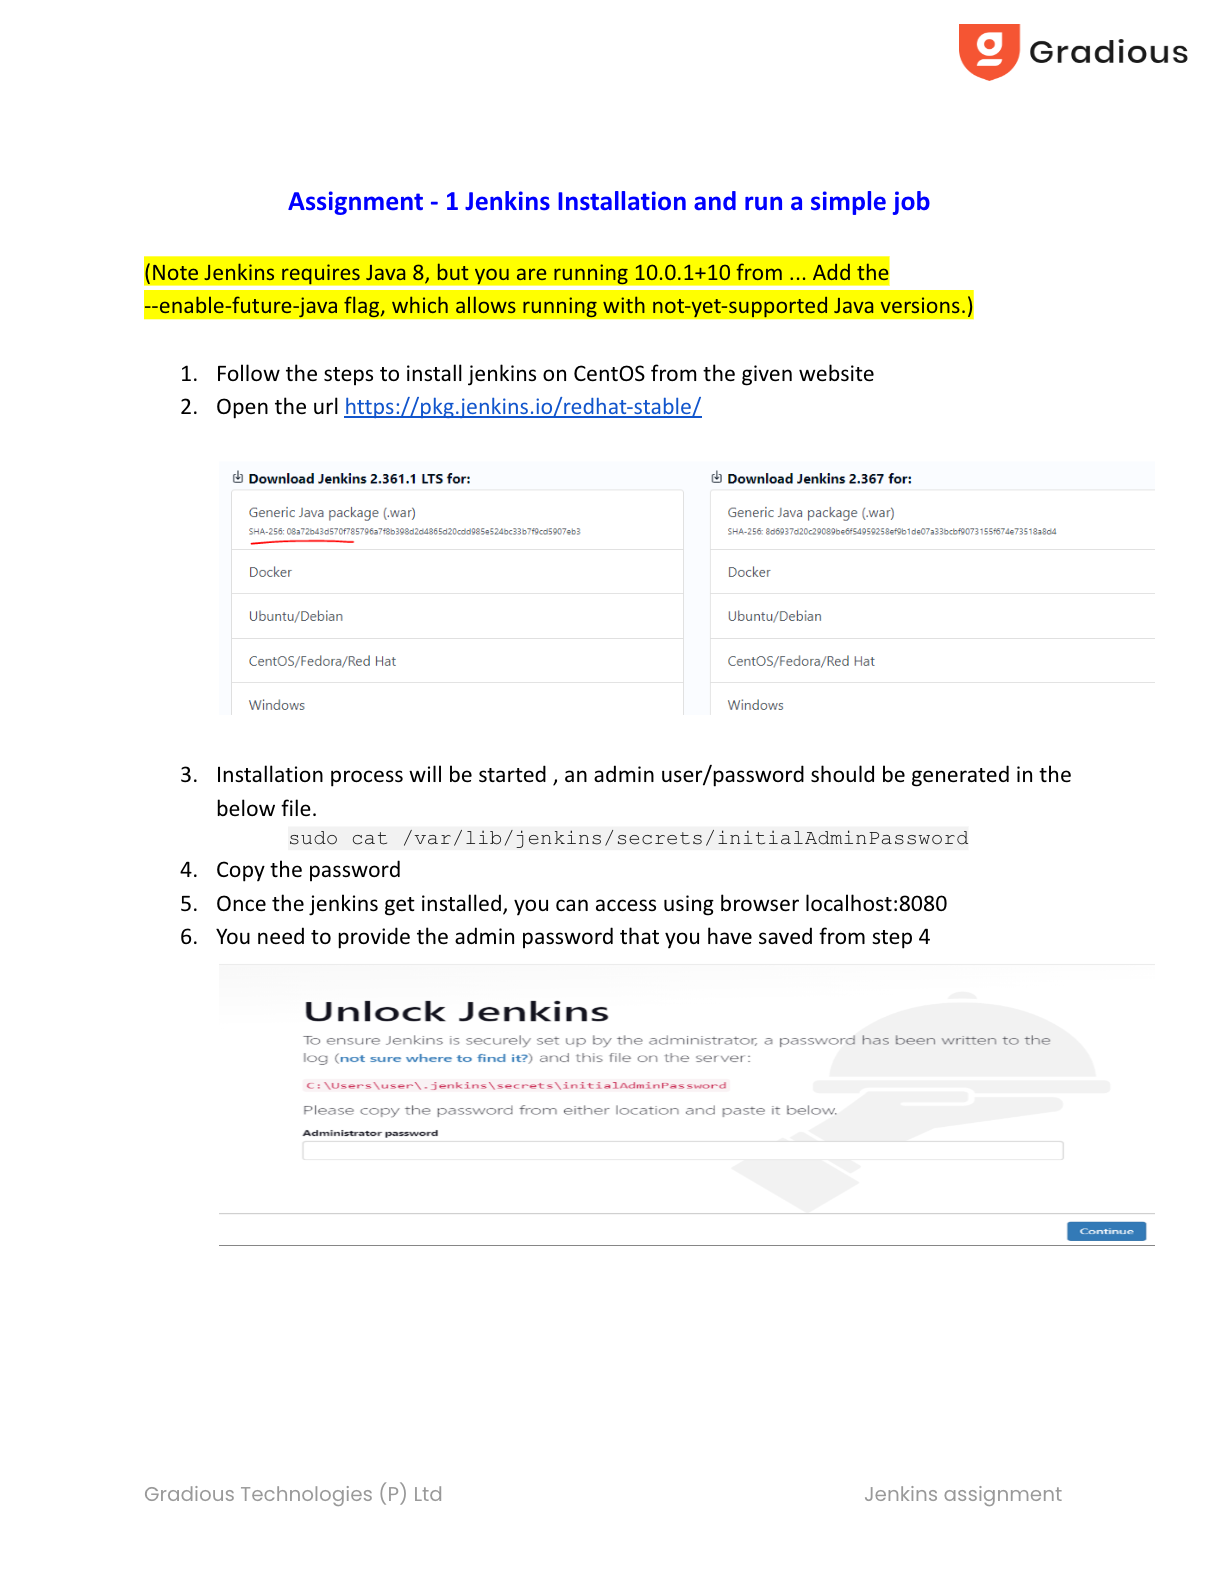 Gradious
Assignment - 1 Jenkins Installation and run a simple job
(Note Jenkins requires Java 8, but you are running 10.0.1+10 from ... Add the
--enable-future-java flag, which allows running with not-yet-supported Java versions.)
1. Follow the steps to install jenkins on CentOS from the given website
2. Open the url https://pkg.jenkins.io/redhat-stable/
Download Jenkins 2.361.1 LTS for:
Generic Java package (.war)
SHA-256: 08a72b43d570f785796a7f8b398d2d4865d20cdd985e524bc33b7f9cd5907eb3
Docker
Ubuntu/Debian
CentOS/Fedora/Red Hat
Windows
Download Jenkins 2.367 for:
Generic Java package (.war)
SHA-256: 8d6937d20c29089be6f54959258ef9b1de07a33bcbf9073155f674e73518a8d4
Docker
Ubuntu/Debian
CentOS/Fedora/Red Hat
Windows
3. Installation process will be started , an admin user/password should be generated in the
below file.
sudo cat /var/lib/jenkins/secrets/initialAdminPassword
4. Copy the password
5. Once the jenkins get installed, you can access using browser localhost:8080
6. You need to provide the admin password that you have saved from step 4
Unlock Jenkins
To ensure Jenkins is securely set up by the administrator, a password has been written to the
log (not sure where to find it?) and this file on the server:
C:\Users\user\.jenkins\secrets\initialAdminPassword
Please copy the password from either location and paste it below.
Administrator password
Continue
Gradious Technologies (P) Ltd
Jenkins assignment